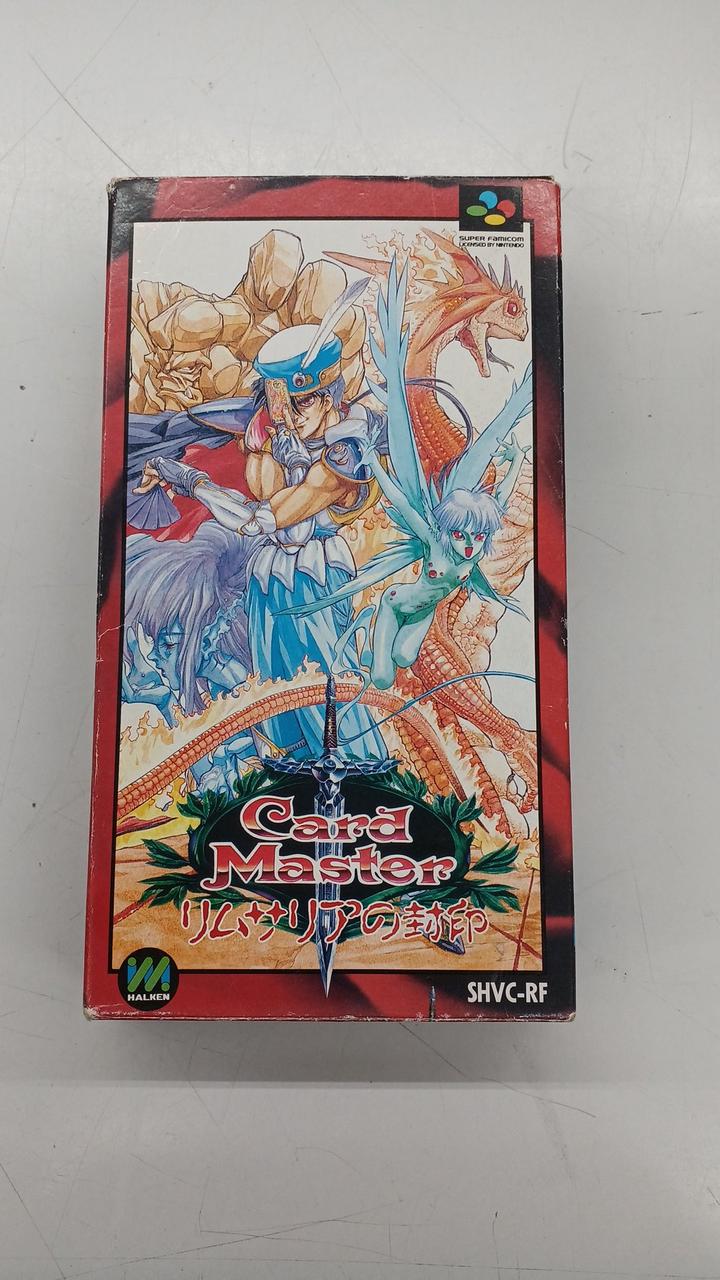 SUPER FAMICOM
LICENSED BY NINTENDO
Card
Master
リムサリアの封印
HALKEN
SHVC-RF